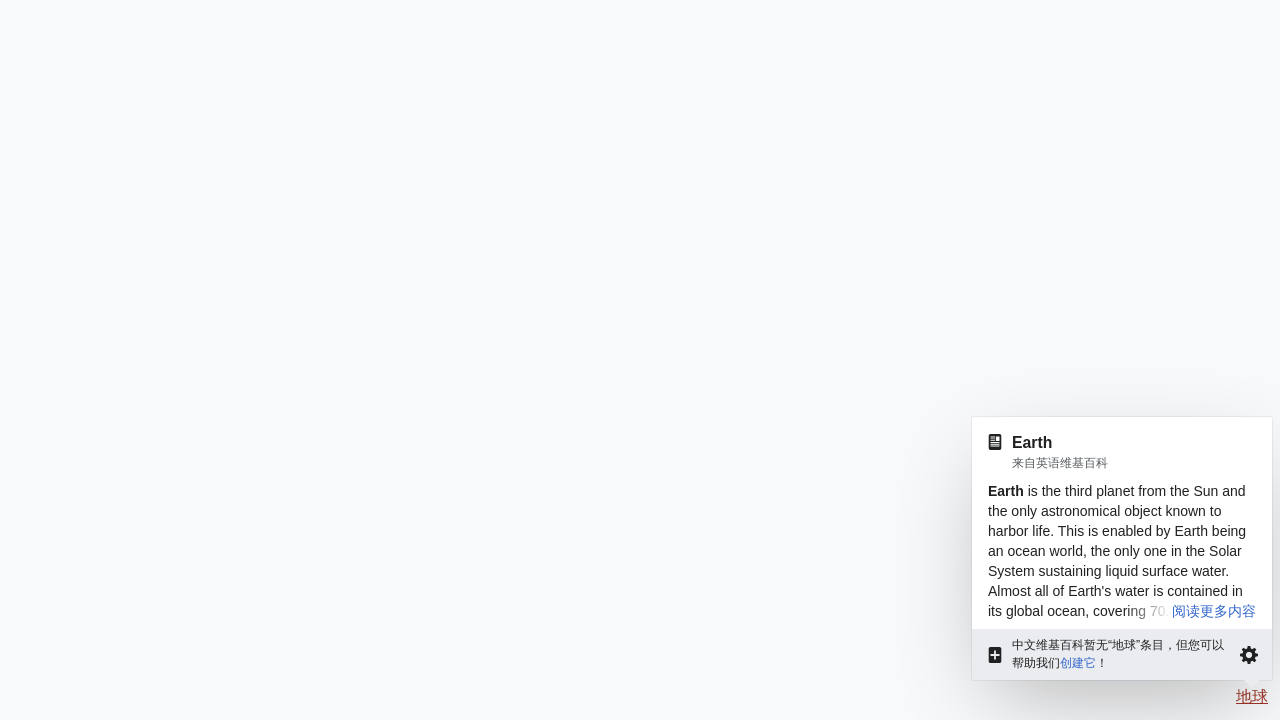 Earth
来自英语维基百科
Earth is the third planet from the Sun and
the only astronomical object known to
harbor life. This is enabled by Earth being
an ocean world, the only one in the Solar
System sustaining liquid surface water.
Almost all of Earth's water is contained in
its global ocean, covering 70. 阅读更多内容
中文维基百科暂无“地球”条目，但您可以
帮助我们创建它！
地球